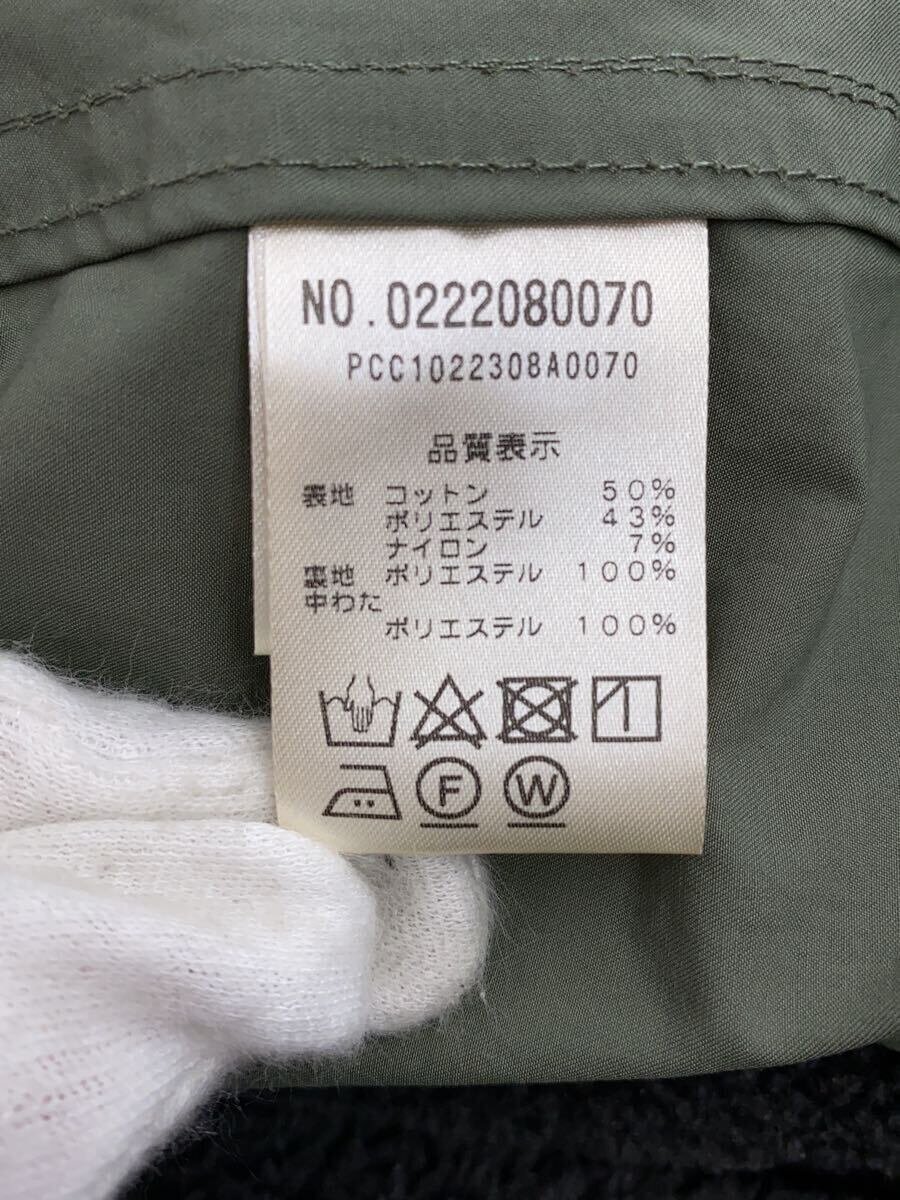 NO.0222080070
PCC1022308A0070
品質表示
表地 コットン 50%
ポリエステル 43%
ナイロン 7%
裏地 ポリエステル 100%
中わた
ポリエステル 100%
F W